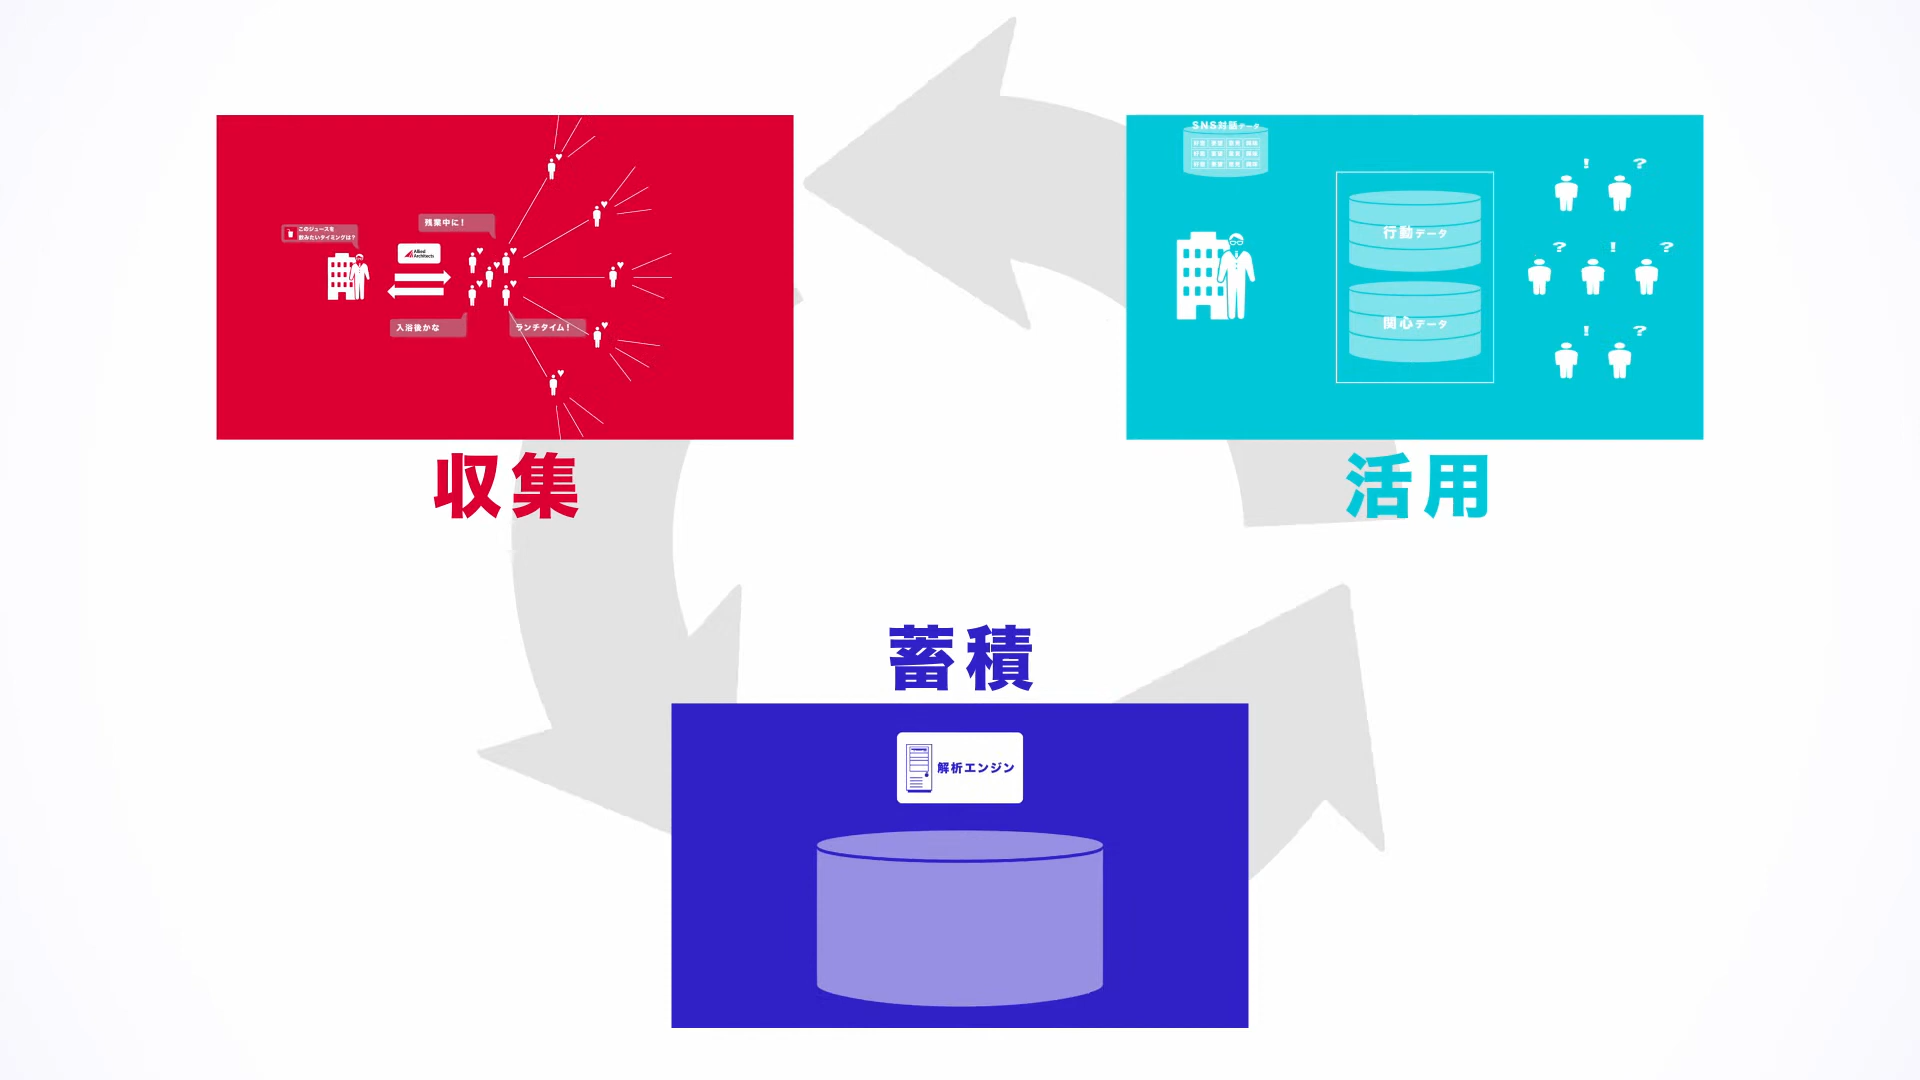 このジュースを
飲みたいタイミングは?
残業中に!
Allied
Architects
入浴後かな
ランチタイム!
収集
SNS対話データ
行動データ
関心データ
! ?
? ! ?
! ?
活用
蓄積
解析エンジン